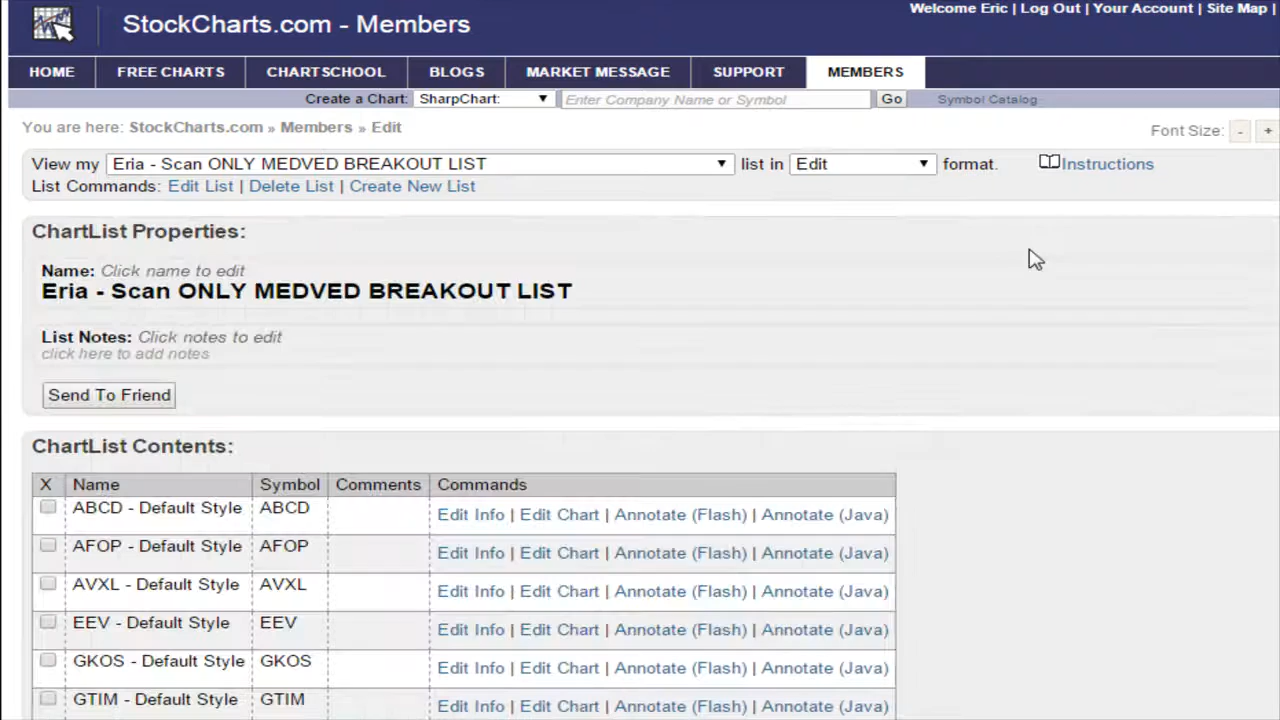 StockCharts.com - Members
Welcome Eric | Log Out | Your Account | Site Map |
HOME FREE CHARTS CHARTSCHOOL BLOGS MARKET MESSAGE SUPPORT MEMBERS
Create a Chart: SharpChart: Enter Company Name or Symbol Go Symbol Catalog
You are here: StockCharts.com » Members » Edit
Font Size: - +
View my Eria - Scan ONLY MEDVED BREAKOUT LIST list in Edit format. Instructions
List Commands: Edit List | Delete List | Create New List
ChartList Properties:
Name: Click name to edit
Eria - Scan ONLY MEDVED BREAKOUT LIST
List Notes: Click notes to edit
click here to add notes
Send To Friend
ChartList Contents:
X Name Symbol Comments Commands
ABCD - Default Style ABCD Edit Info | Edit Chart | Annotate (Flash) | Annotate (Java)
AFOP - Default Style AFOP Edit Info | Edit Chart | Annotate (Flash) | Annotate (Java)
AVXL - Default Style AVXL Edit Info | Edit Chart | Annotate (Flash) | Annotate (Java)
EEV - Default Style EEV Edit Info | Edit Chart | Annotate (Flash) | Annotate (Java)
GKOS - Default Style GKOS Edit Info | Edit Chart | Annotate (Flash) | Annotate (Java)
GTIM - Default Style GTIM Edit Info | Edit Chart | Annotate (Flash) | Annotate (Java)